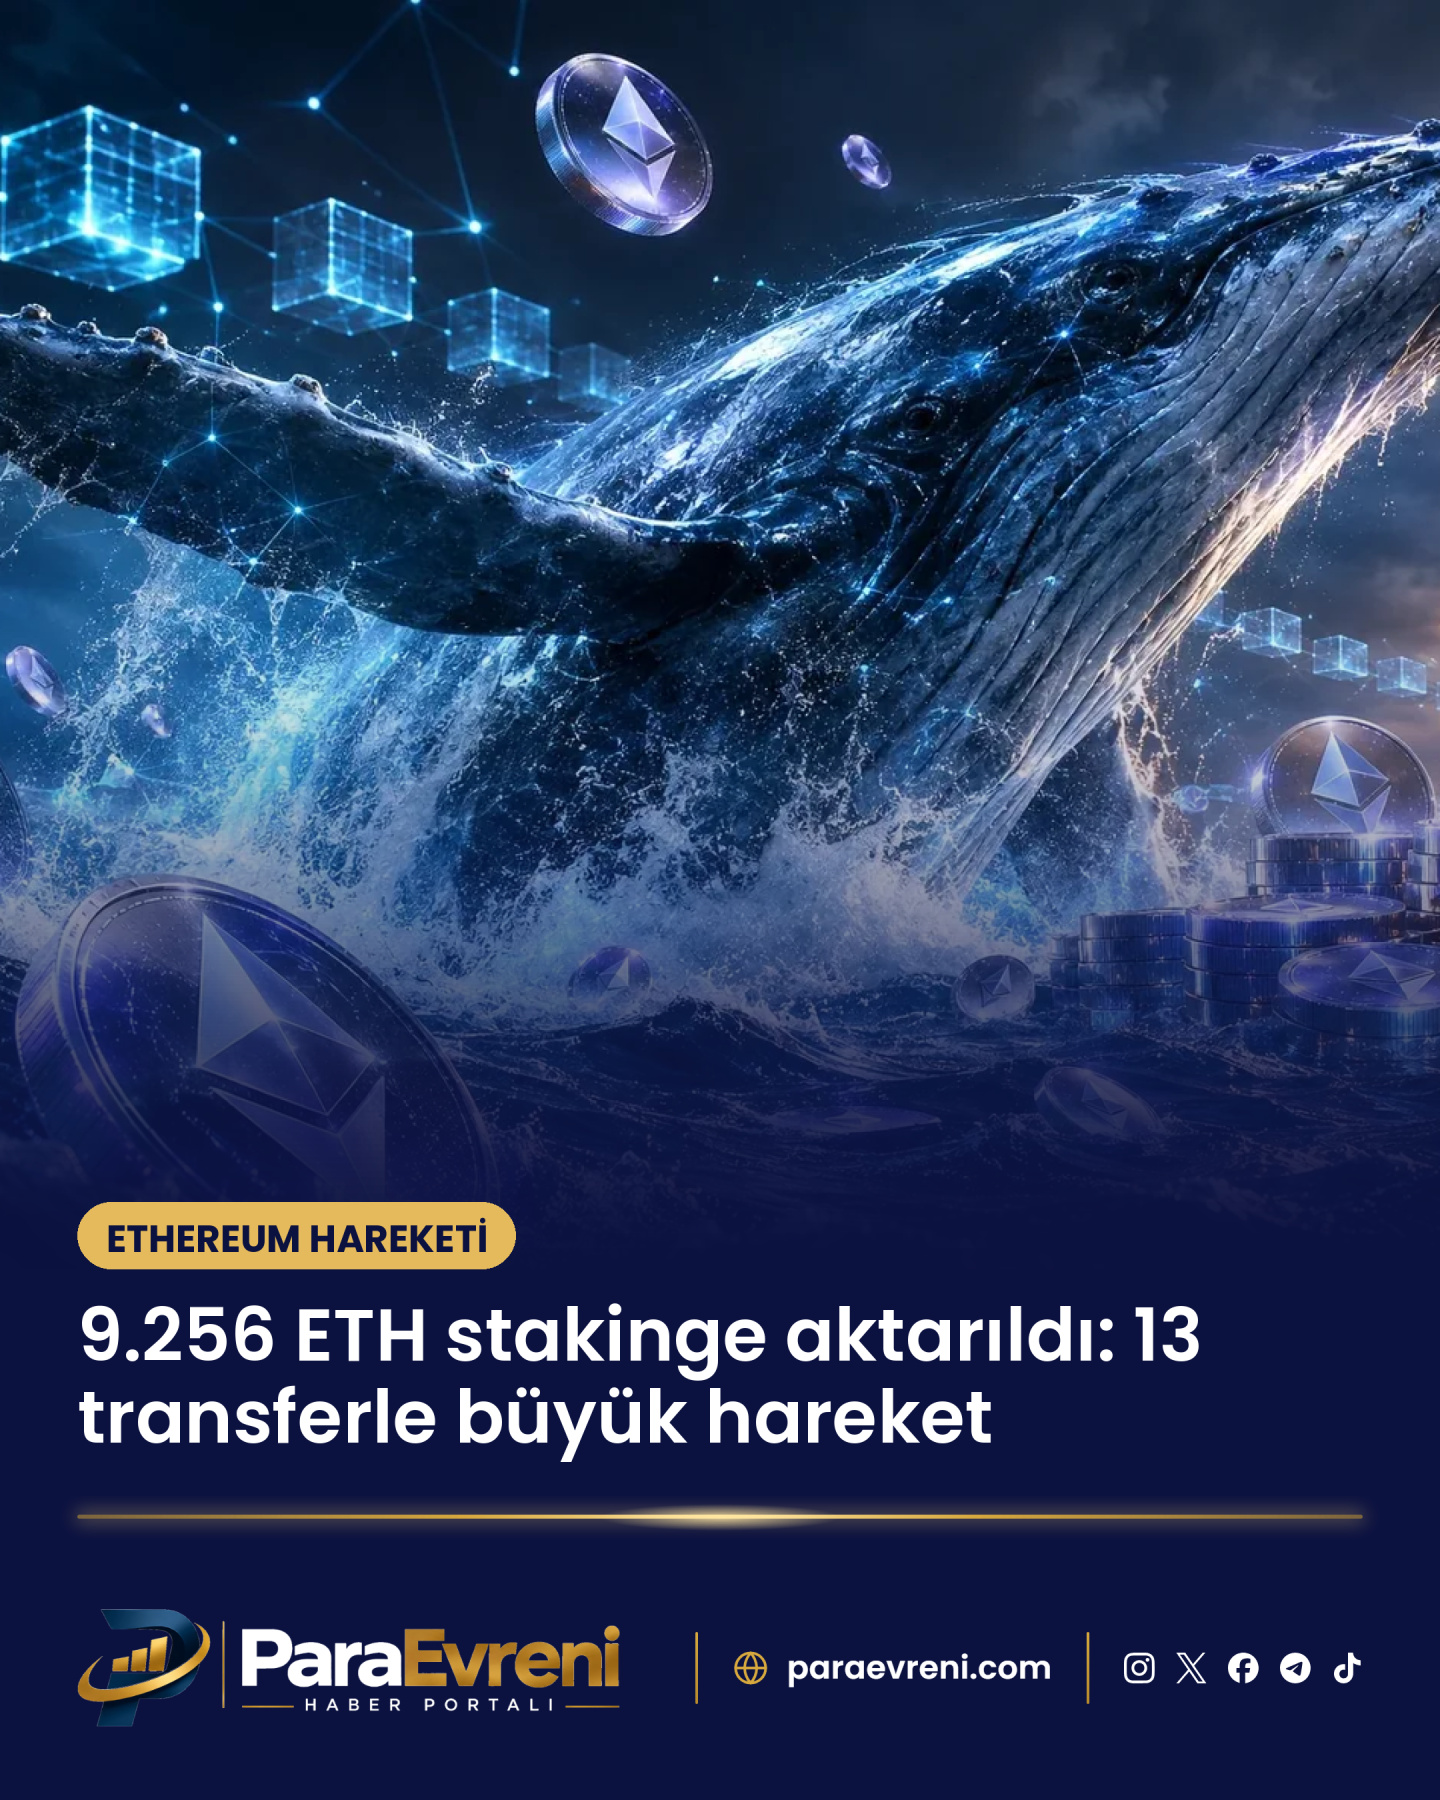 ETHEREUM HAREKETİ
9.256 ETH stakinge aktarıldı: 13
transferle büyük hareket
ParaEvreni
HABER PORTALI
paraevreni.com